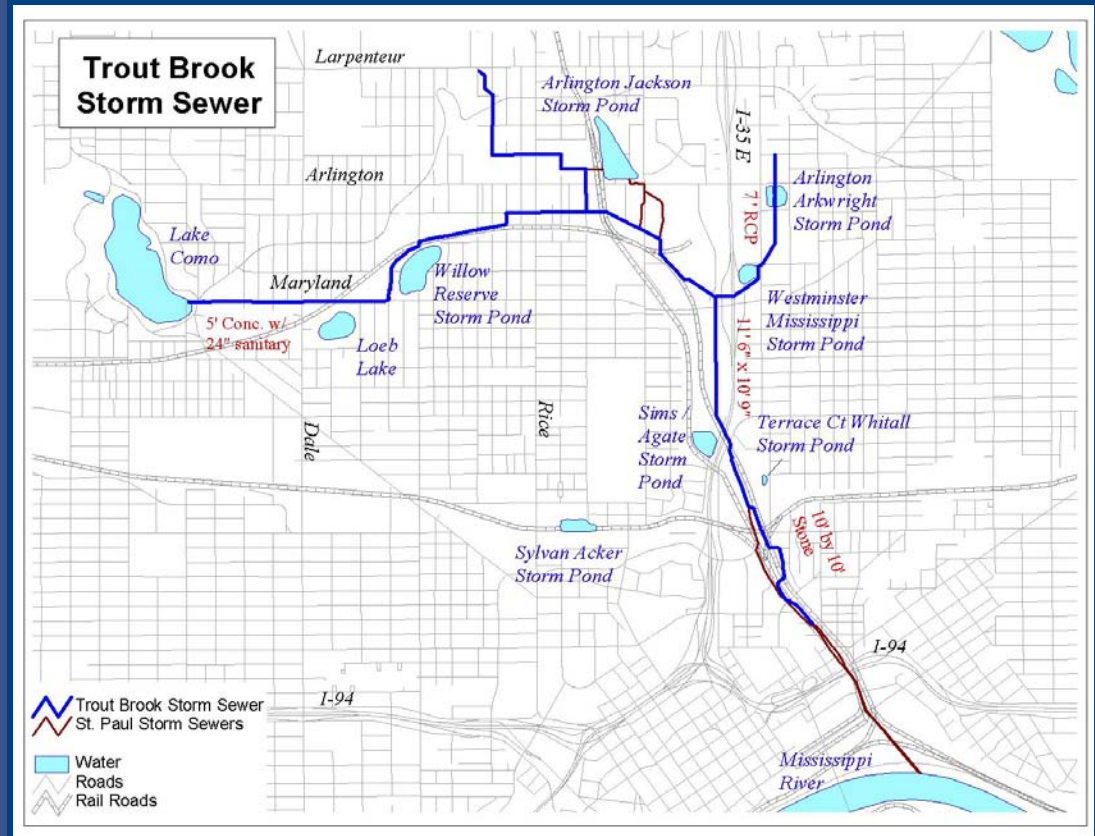 Trout Brook
Storm Sewer
Larpenteur
Arlington Jackson
Storm Pond
I-35 E
Arlington
Arlington
Arkwright
Storm Pond
7' RCP
Lake
Como
Maryland
Willow
Reserve
Storm Pond
Westminster
Mississippi
Storm Pond
5' Conc. w/
24" sanitary
Loeb
Lake
11' 6" x 10' 9"
Dale
Rice
Sims /
Agate
Storm
Pond
Terrace Ct Whitall
Storm Pond
10' by 10'
Stone
Sylvan Acker
Storm Pond
I-94
I-94
Trout Brook Storm Sewer
St. Paul Storm Sewers
Water
Roads
Rail Roads
Mississippi
River